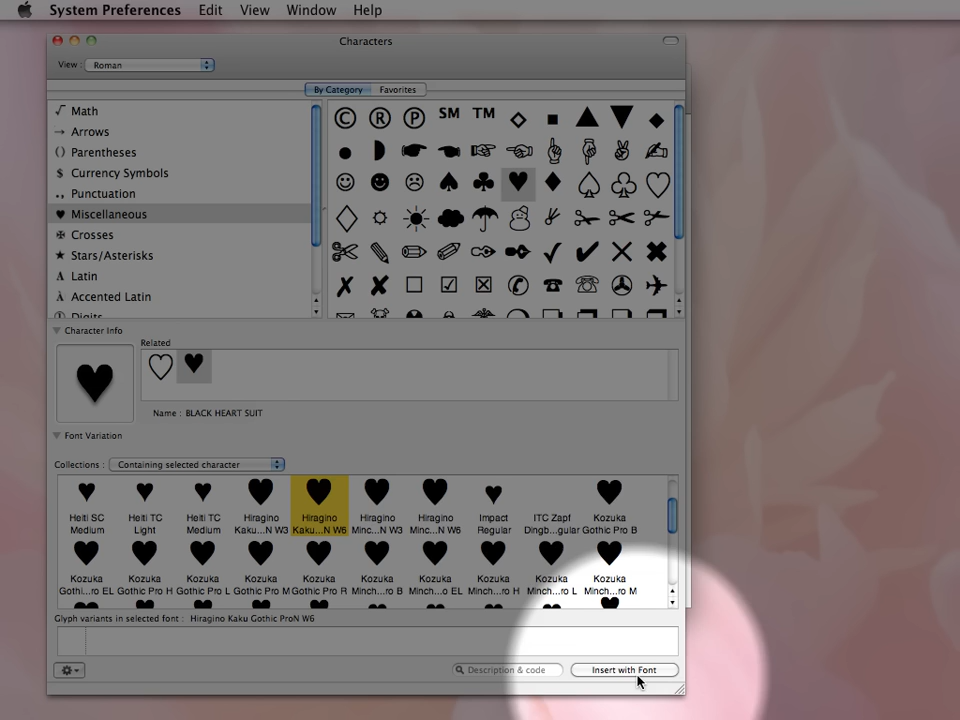 System Preferences Edit View Window Help
Characters
View : Roman
By Category Favorites
Math
Arrows
Parentheses
Currency Symbols
Punctuation
Miscellaneous
Crosses
Stars/Asterisks
Latin
Accented Latin
Digits
© ® ℗ SM TM
Character Info
Related
Name : BLACK HEART SUIT
Font Variation
Collections : Containing selected character
Heiti SC Heiti TC Heiti TC Hiragino Hiragino Hiragino Hiragino Impact ITC Zapf Kozuka
Medium Light Medium Kaku...N W3 Kaku...N W6 Minc...N W3 Minc...N W6 Regular Dingb...gular Gothic Pro B
Kozuka Kozuka Kozuka Kozuka Kozuka Kozuka Kozuka Kozuka Kozuka Kozuka
Gothi...ro EL Gothic Pro H Gothic Pro L Gothic Pro M Gothic Pro R Minch...ro B Minch...o EL Minch...ro H Minch...ro L Minch...ro M
Glyph variants in selected font : Hiragino Kaku Gothic ProN W6
Description & code Insert with Font